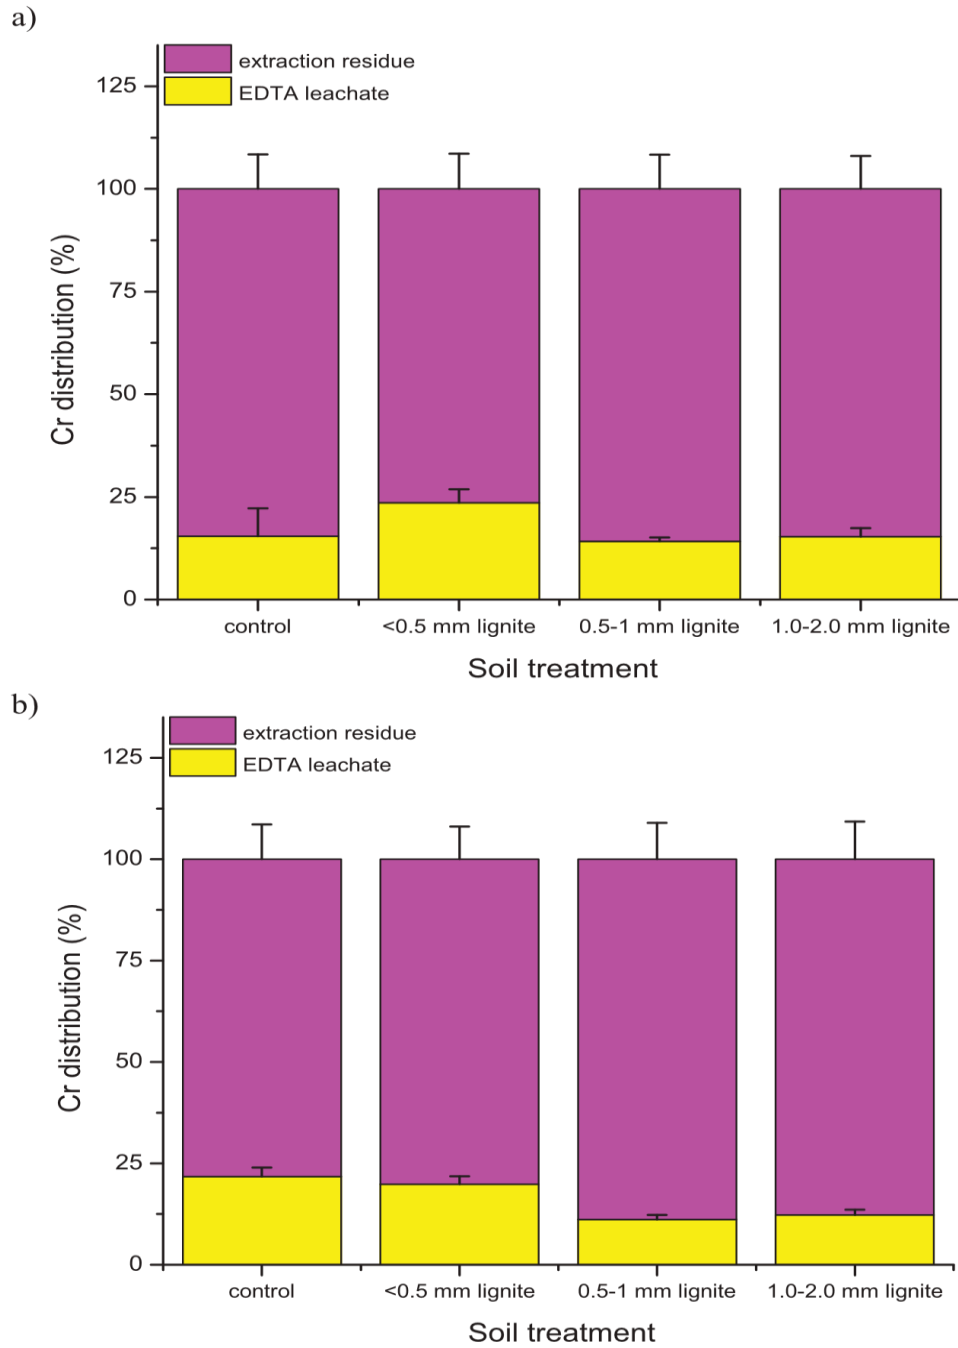 a)
extraction residue
EDTA leachate
125
100
75
50
25
0
Cr distribution (%)
control
<0.5 mm lignite
0.5-1 mm lignite
1.0-2.0 mm lignite
Soil treatment
b)
extraction residue
EDTA leachate
125
100
75
50
25
0
Cr distribution (%)
control
<0.5 mm lignite
0.5-1 mm lignite
1.0-2.0 mm lignite
Soil treatment